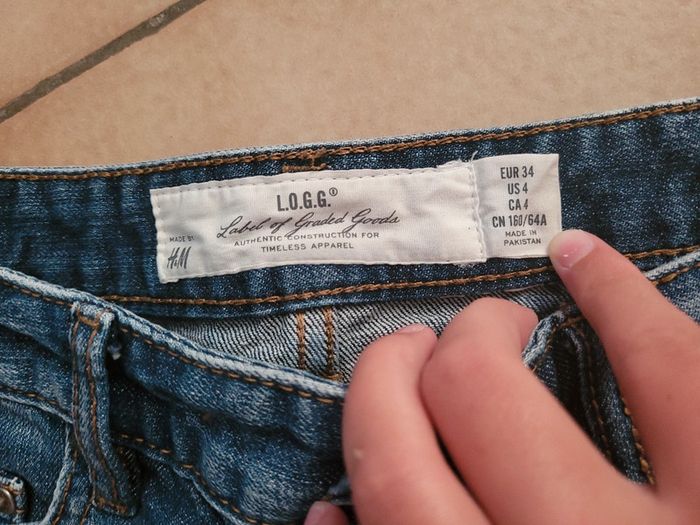 L.O.G.G.®
Label of Graded Goods
AUTHENTIC CONSTRUCTION FOR
TIMELESS APPAREL
MADE BY
H&M
EUR 34
US 4
CA 4
CN 160/64A
MADE IN
PAKISTAN